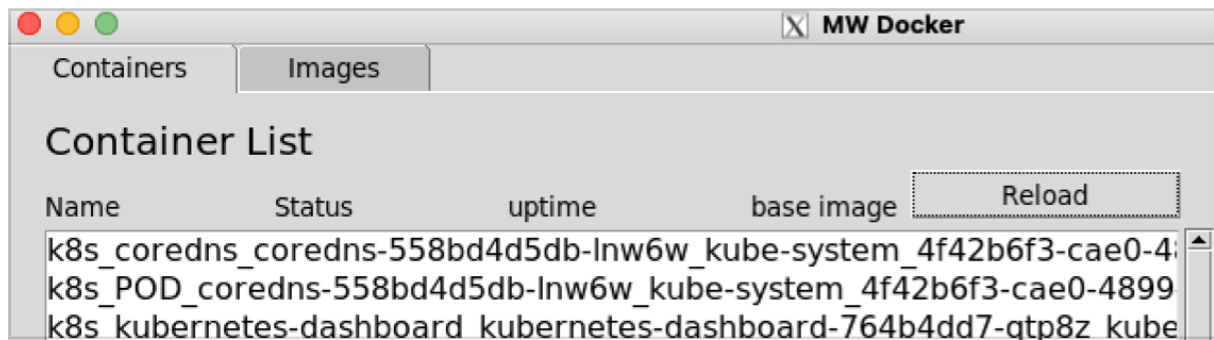 MW Docker
Containers Images
Container List
Name Status uptime base image Reload
k8s_coredns_coredns-558bd4d5db-lnw6w_kube-system_4f42b6f3-cae0-48
k8s_POD_coredns-558bd4d5db-lnw6w_kube-system_4f42b6f3-cae0-4899-
k8s_kubernetes-dashboard_kubernetes-dashboard-764b4dd7-qtp8z_kube